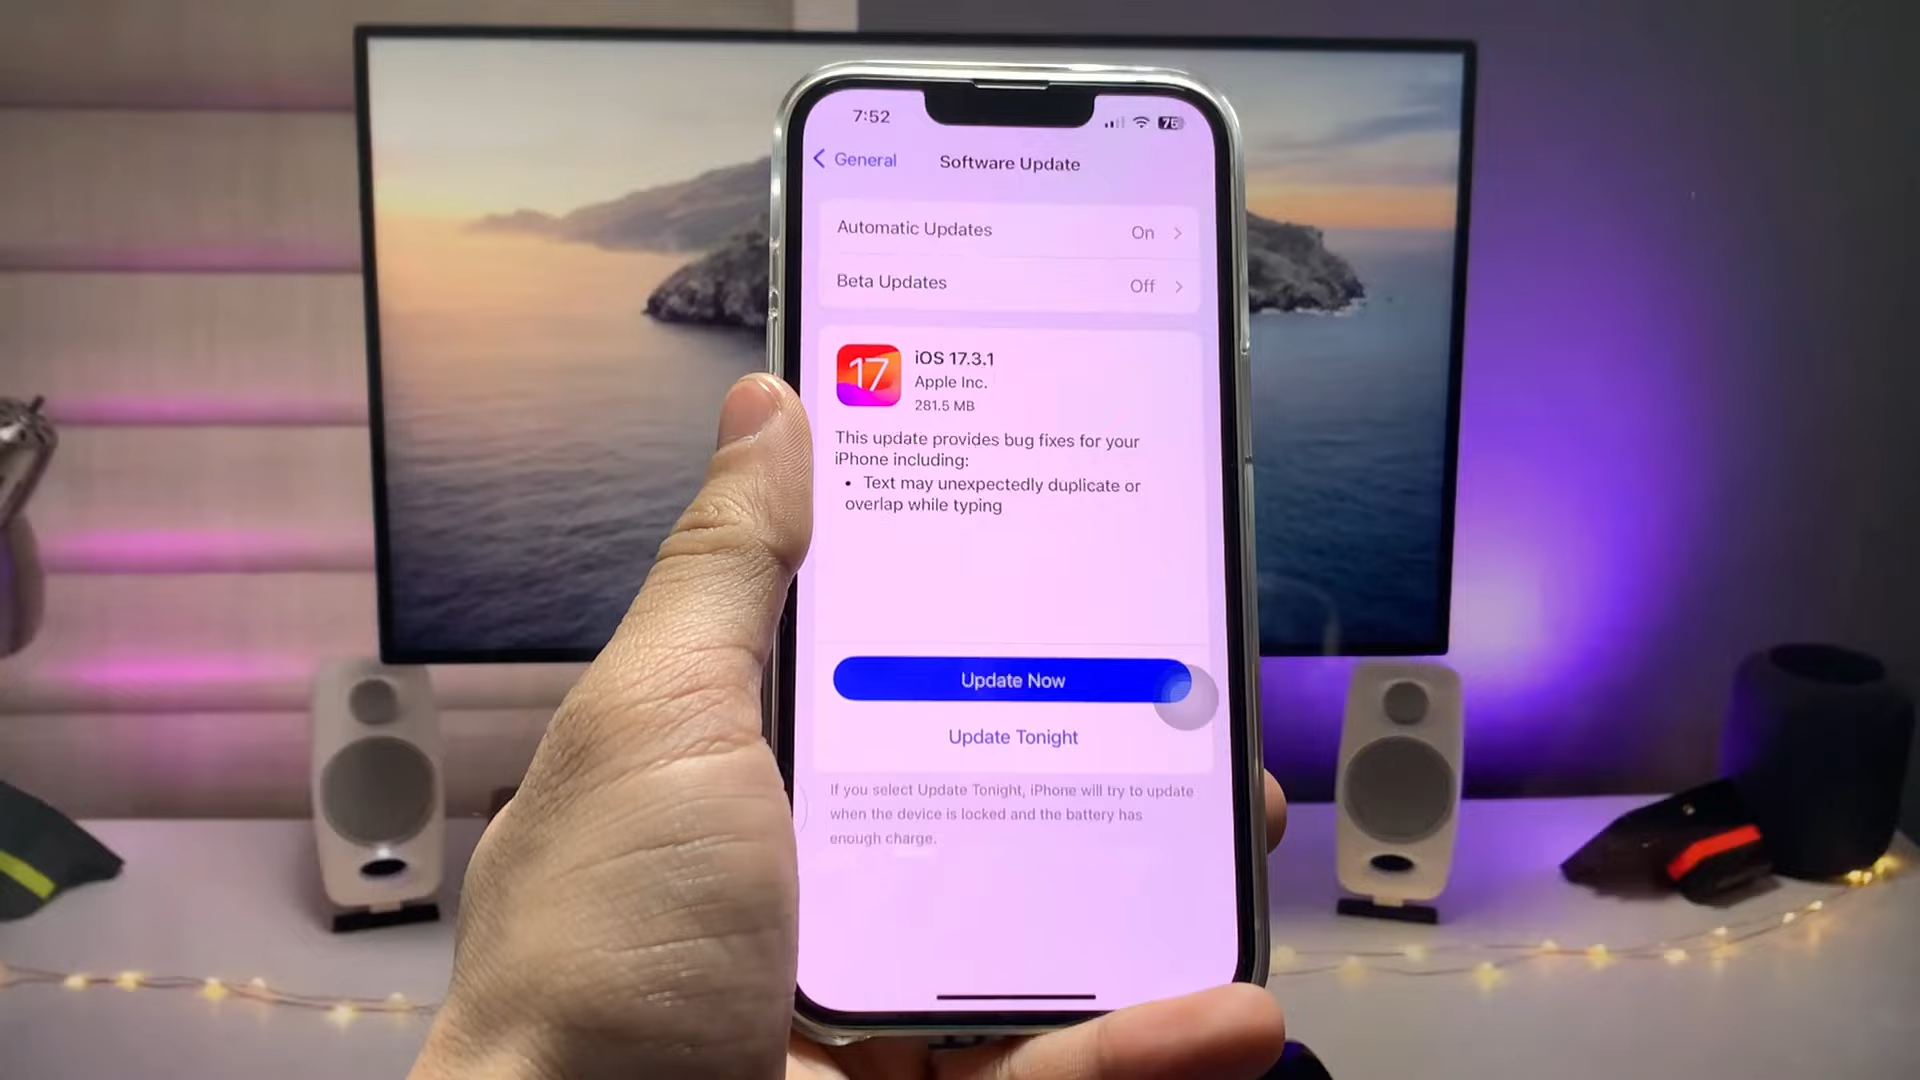 7:52
75
General
Software Update
Automatic Updates On
Beta Updates Off
17
iOS 17.3.1
Apple Inc.
281.5 MB
This update provides bug fixes for your
iPhone including:
• Text may unexpectedly duplicate or
overlap while typing
Update Now
Update Tonight
If you select Update Tonight, iPhone will try to update
when the device is locked and the battery has
enough charge.